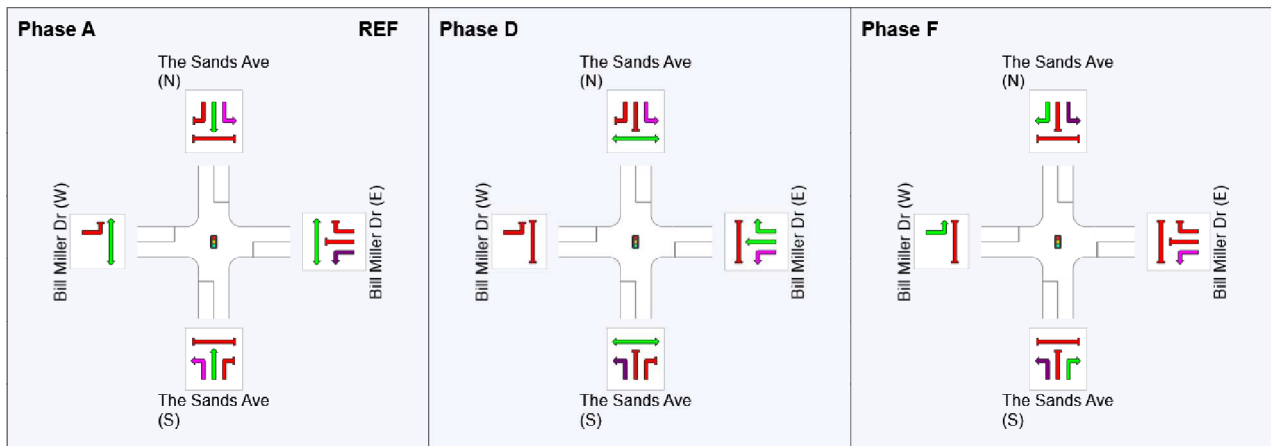 Phase A
REF
The Sands Ave
(N)
Bill Miller Dr (W)
Bill Miller Dr (E)
The Sands Ave
(S)
Phase D
The Sands Ave
(N)
Bill Miller Dr (W)
Bill Miller Dr (E)
The Sands Ave
(S)
Phase F
The Sands Ave
(N)
Bill Miller Dr (W)
Bill Miller Dr (E)
The Sands Ave
(S)